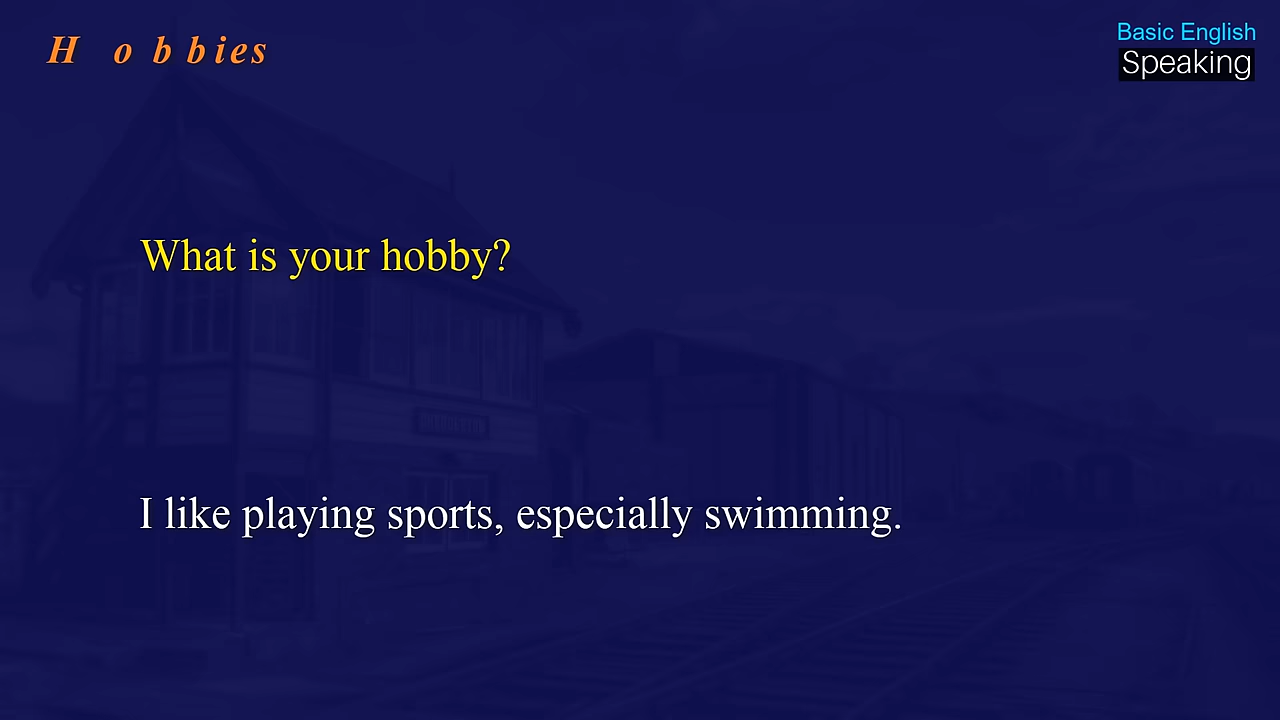 Hobbies
Basic English
Speaking
What is your hobby?
I like playing sports, especially swimming.